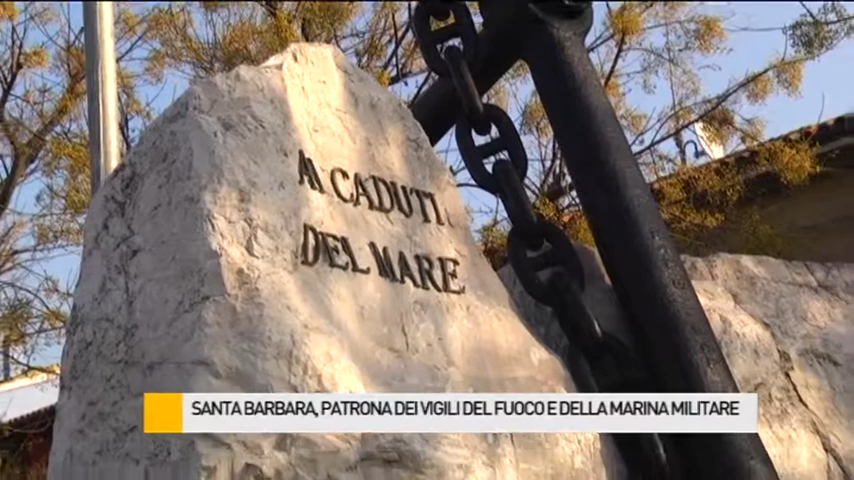 AI CADUTI
DEL MARE
SANTA BARBARA, PATRONA DEI VIGILI DEL FUOCO E DELLA MARINA MILITARE